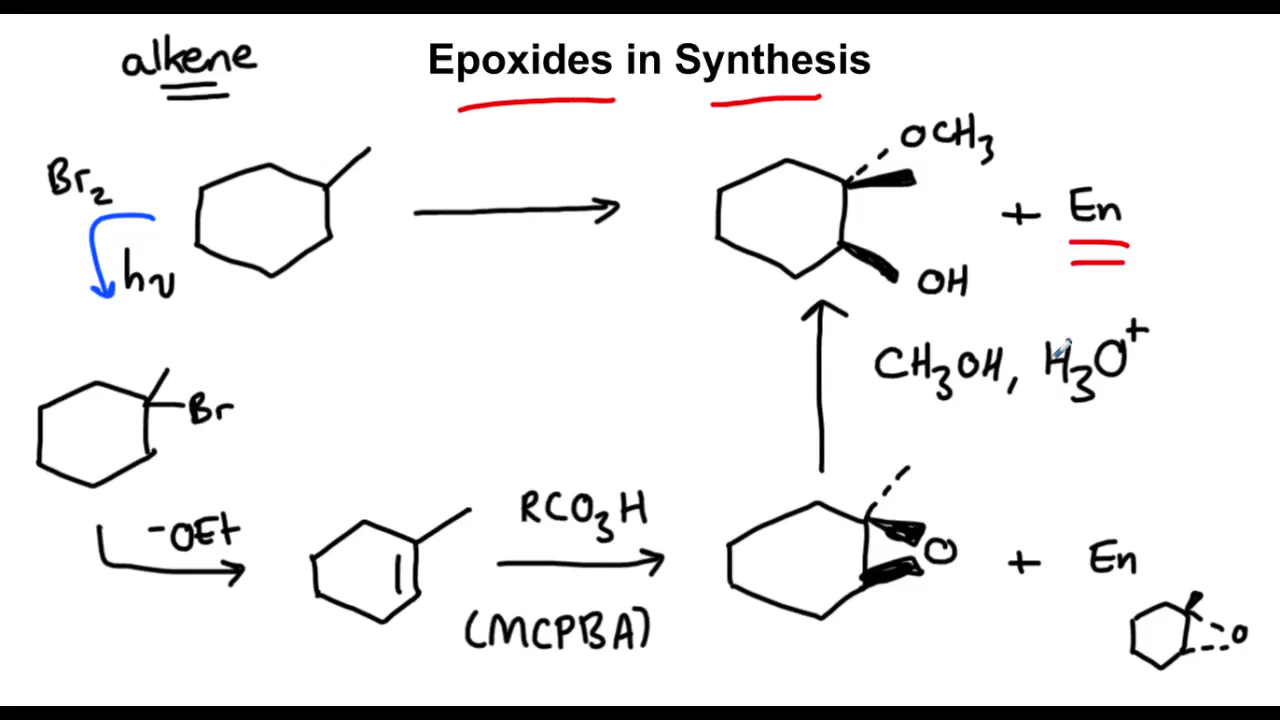 alkene
Epoxides in Synthesis
Br2
hν
OCH3
OH
+ En
CH3OH, H3O+
Br
-OEt
RCO3H
(MCPBA)
O
+ En
O